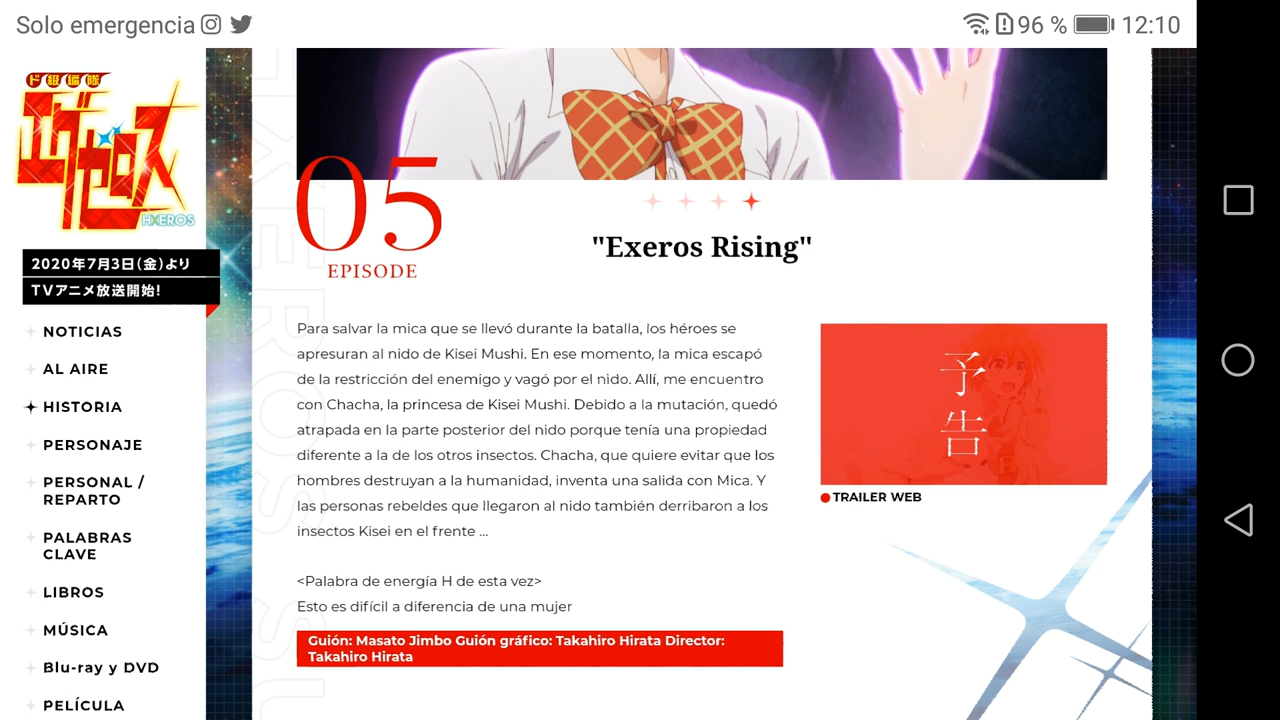 Solo emergencia
96 % 12:10
ド級編隊
エグゼロス
HXEROS
2020年7月3日(金)より
TVアニメ放送開始!
NOTICIAS
AL AIRE
HISTORIA
PERSONAJE
PERSONAL /
REPARTO
PALABRAS
CLAVE
LIBROS
MÚSICA
Blu-ray y DVD
PELÍCULA
05
EPISODE
"Exeros Rising"
Para salvar la mica que se llevó durante la batalla, los héroes se
apresuran al nido de Kisei Mushi. En ese momento, la mica escapó
de la restricción del enemigo y vagó por el nido. Allí, me encuentro
con Chacha, la princesa de Kisei Mushi. Debido a la mutación, quedó
atrapada en la parte posterior del nido porque tenía una propiedad
diferente a la de los otros insectos. Chacha, que quiere evitar que los
hombres destruyan a la humanidad, inventa una salida con Mica. Y
las personas rebeldes que llegaron al nido también derribaron a los
insectos Kisei en el frente ...
<Palabra de energía H de esta vez>
Esto es difícil a diferencia de una mujer
Guión: Masato Jimbo Guión gráfico: Takahiro Hirata Director:
Takahiro Hirata
予告
TRAILER WEB